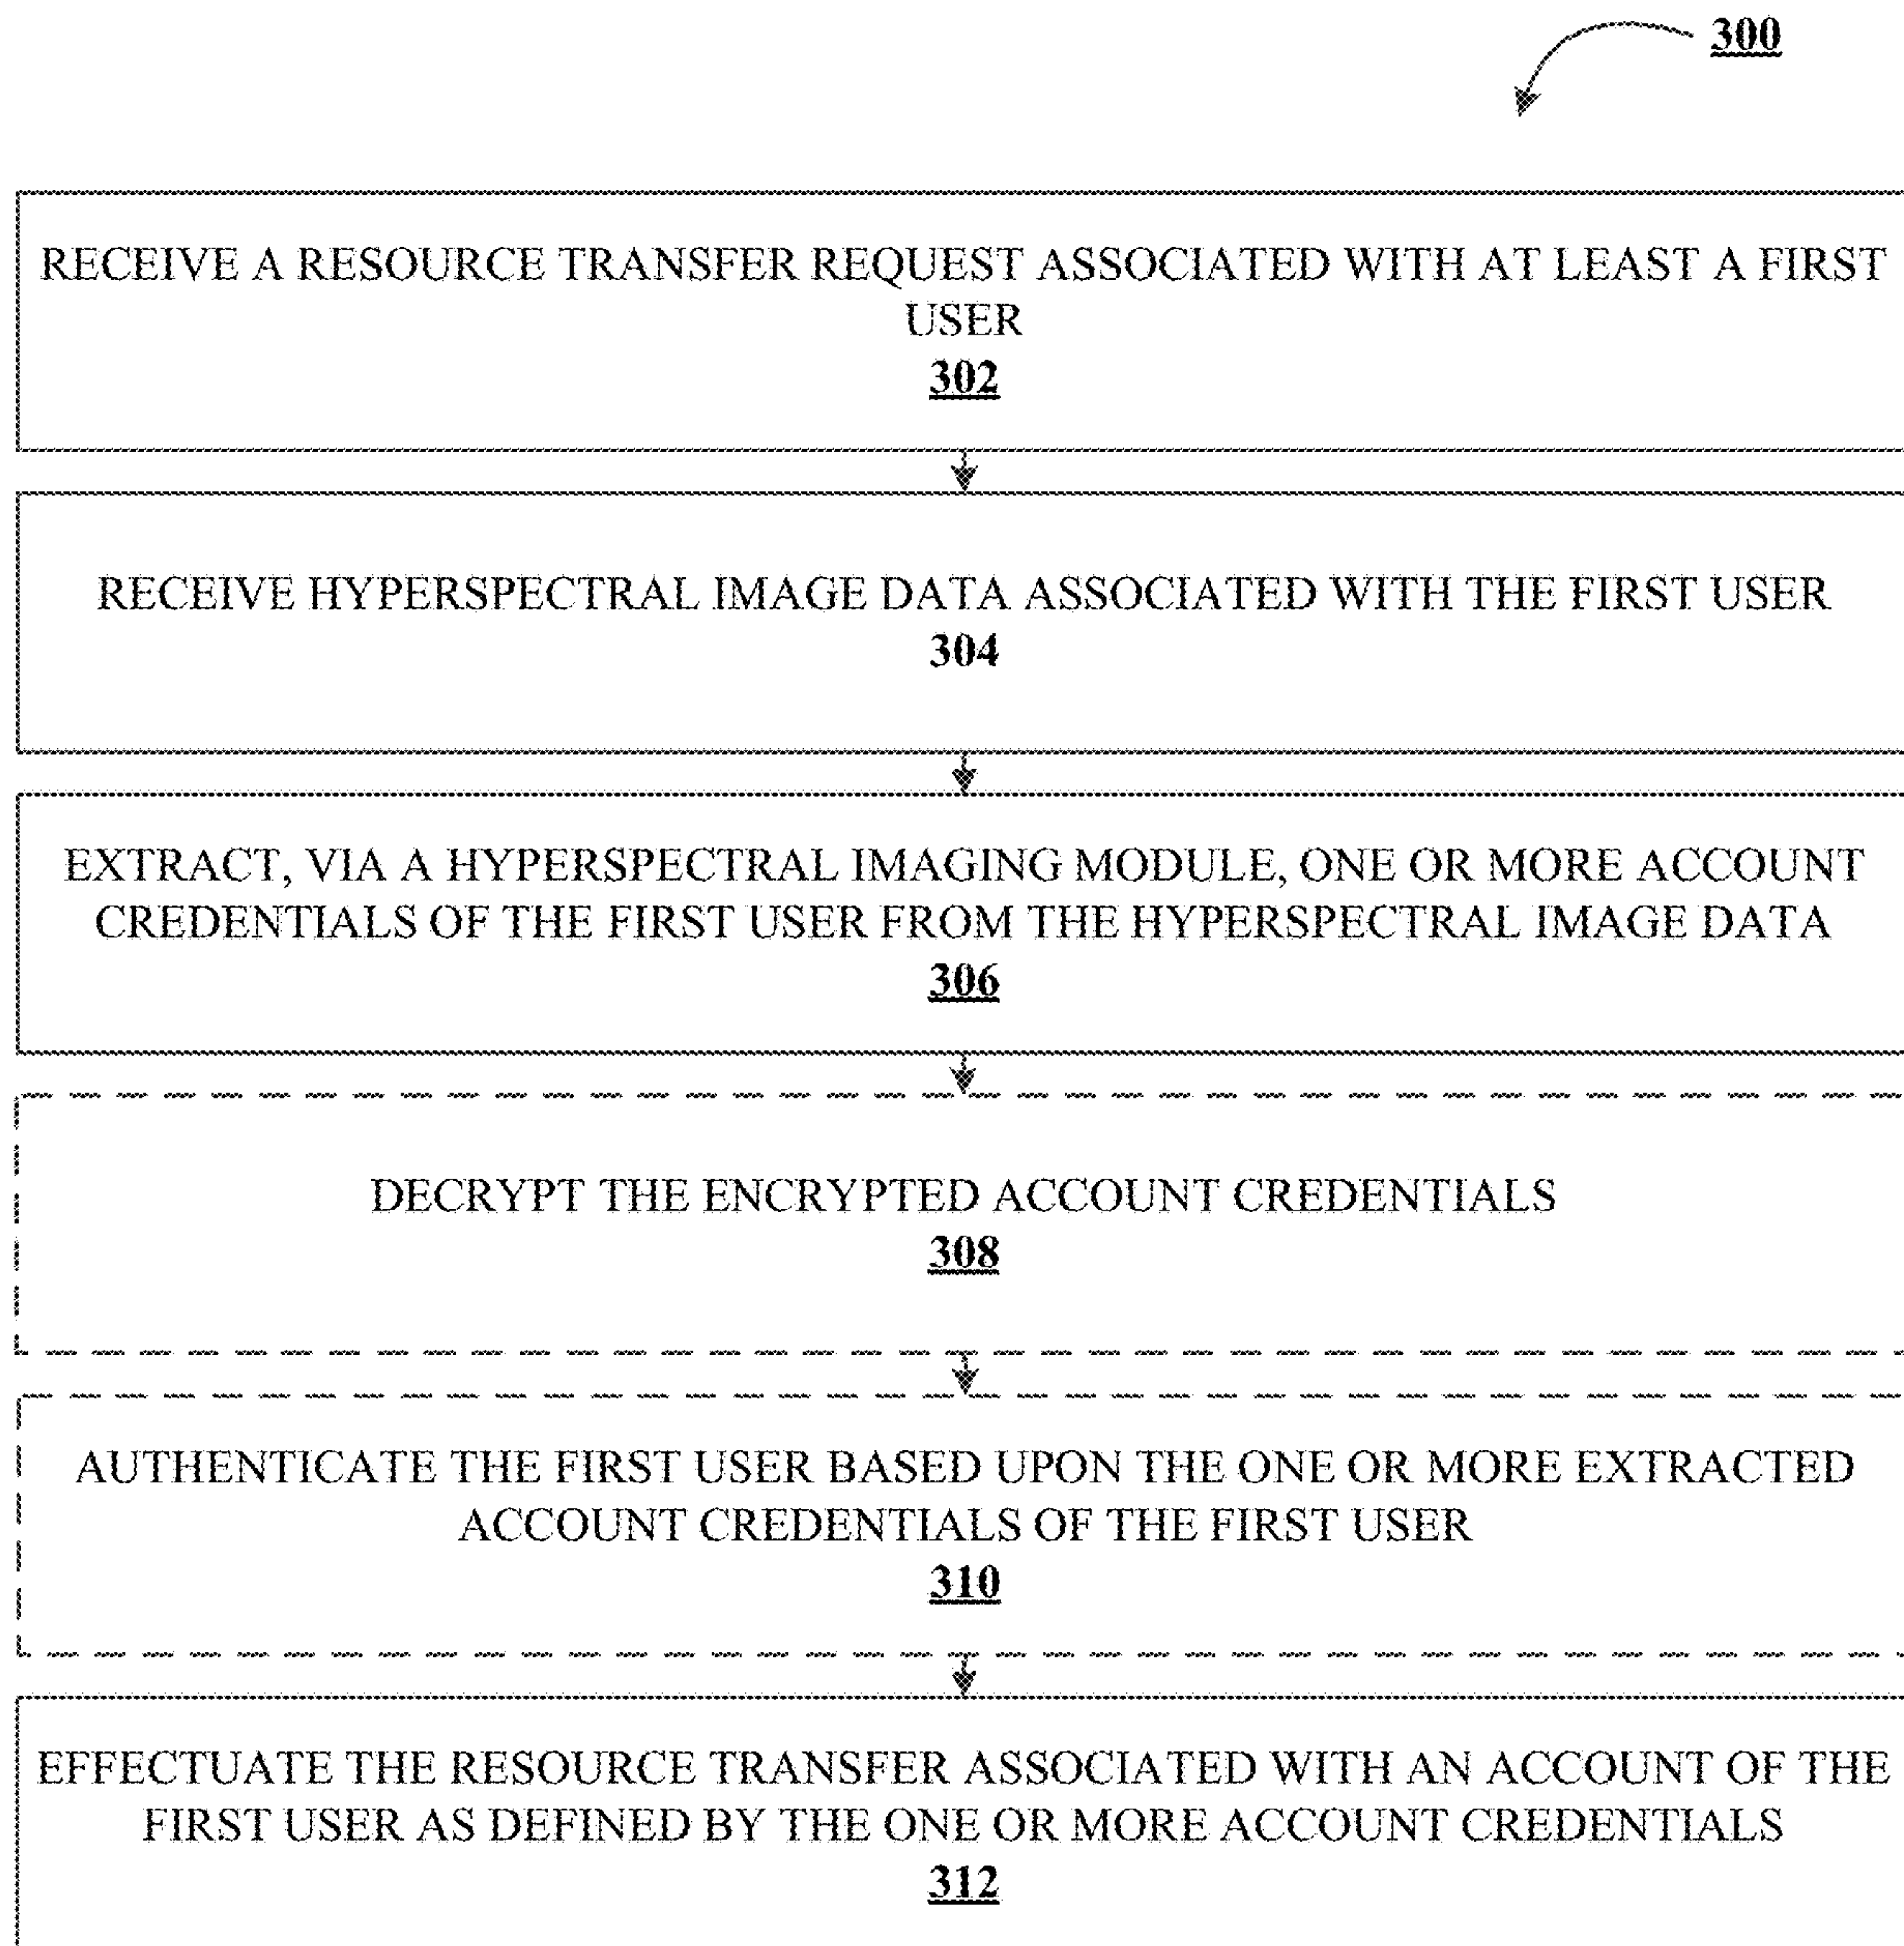 300
RECEIVE A RESOURCE TRANSFER REQUEST ASSOCIATED WITH AT LEAST A FIRST
USER
302
RECEIVE HYPERSPECTRAL IMAGE DATA ASSOCIATED WITH THE FIRST USER
304
EXTRACT, VIA A HYPERSPECTRAL IMAGING MODULE, ONE OR MORE ACCOUNT
CREDENTIALS OF THE FIRST USER FROM THE HYPERSPECTRAL IMAGE DATA
306
DECRYPT THE ENCRYPTED ACCOUNT CREDENTIALS
308
AUTHENTICATE THE FIRST USER BASED UPON THE ONE OR MORE EXTRACTED
ACCOUNT CREDENTIALS OF THE FIRST USER
310
EFFECTUATE THE RESOURCE TRANSFER ASSOCIATED WITH AN ACCOUNT OF THE
FIRST USER AS DEFINED BY THE ONE OR MORE ACCOUNT CREDENTIALS
312